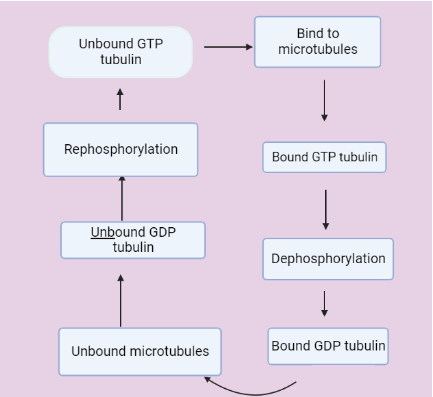 Unbound GTP
tubulin
Bind to
microtubules
Bound GTP tubulin
Dephosphorylation
Bound GDP tubulin
Unbound microtubules
Unbound GDP
tubulin
Rephosphorylation